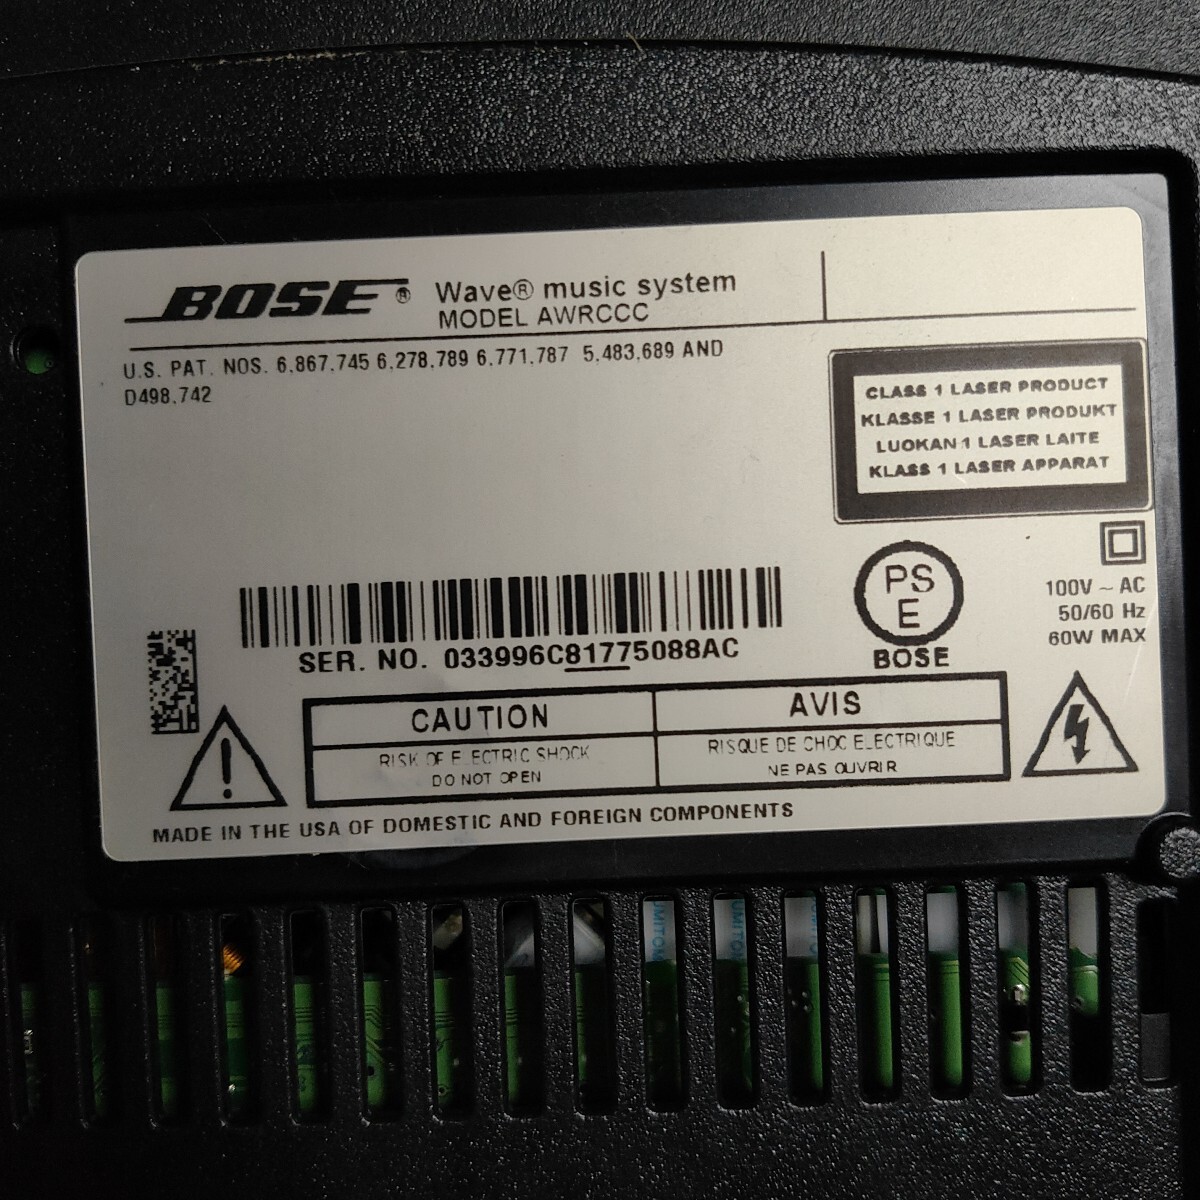 BOSE® Wave® music system
MODEL AWRCCC
U.S. PAT. NOS. 6,867,745 6,278,789 6,771,787 5,483,689 AND
D498,742
CLASS 1 LASER PRODUCT
KLASSE 1 LASER PRODUKT
LUOKAN 1 LASER LAITE
KLASS 1 LASER APPARAT
PS
E
BOSE
100V ~ AC
50/60 Hz
60W MAX
SER. NO. 033996C81775088AC
CAUTION
RISK OF ELECTRIC SHOCK
DO NOT OPEN
AVIS
RISQUE DE CHOC ELECTRIQUE
NE PAS OUVRIR
MADE IN THE USA OF DOMESTIC AND FOREIGN COMPONENTS